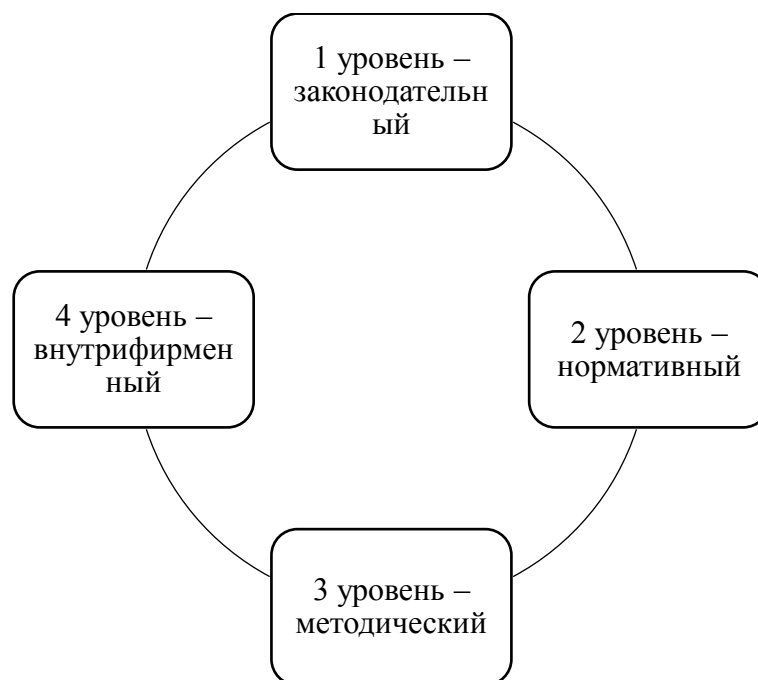 1 уровень –
законодательн
ый
2 уровень –
нормативный
3 уровень –
методический
4 уровень –
внутрифирмен
ный